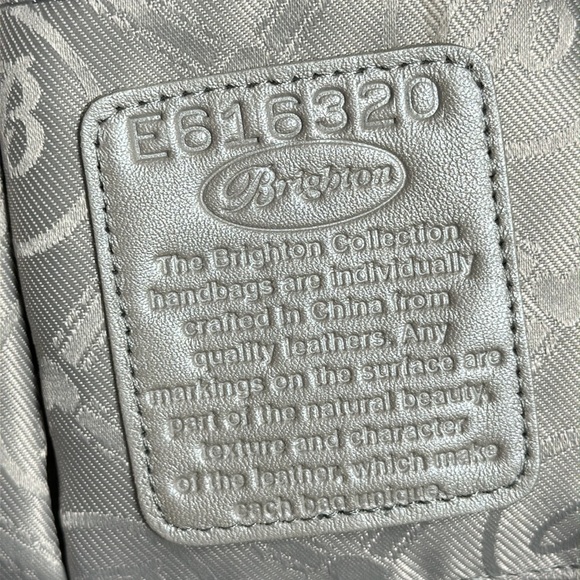 E616320
Brighton
The Brighton Collection
handbags are individually
crafted in China from
quality leathers. Any
markings on the surface are
part of the natural beauty,
texture and character
of the leather, which make
each bag unique.